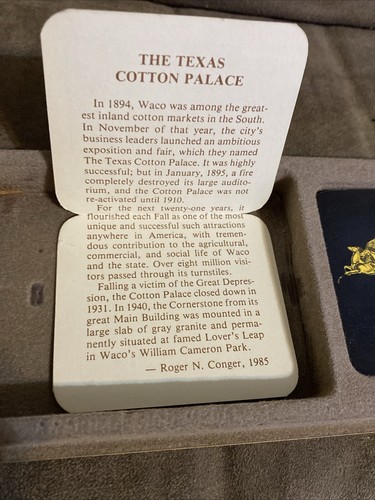 THE TEXAS
COTTON PALACE
In 1894, Waco was among the great-
est inland cotton markets in the South.
In November of that year, the city's
business leaders launched an ambitious
exposition and fair, which they named
The Texas Cotton Palace. It was highly
successful; but in January, 1895, a fire
completely destroyed its large audito-
rium, and the Cotton Palace was not
re-activated until 1910.
For the next twenty-one years, it
flourished each Fall as one of the most
unique and successful such attractions
anywhere in America, with tremen-
dous contribution to the agricultural,
commercial, and social life of Waco
and the state. Over eight million visi-
tors passed through its turnstiles.
Falling a victim of the Great Depres-
sion, the Cotton Palace closed down in
1931. In 1940, the Cornerstone from its
great Main Building was mounted in a
large slab of gray granite and perma-
nently situated at famed Lover's Leap
in Waco's William Cameron Park.
— Roger N. Conger, 1985